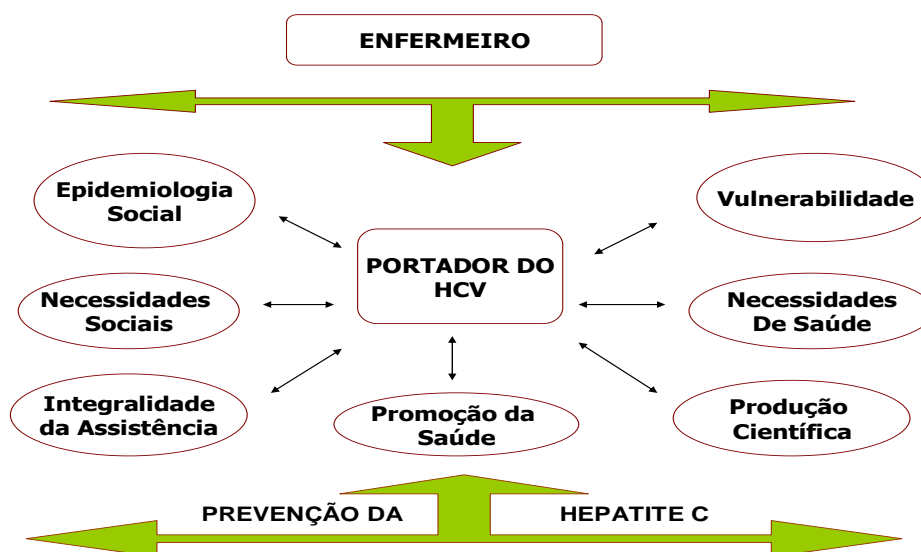 ENFERMEIRO
Epidemiologia
Social
Vulnerabilidade
PORTADOR DO
HCV
Necessidades
Sociais
Necessidades
De Saúde
Integralidade
da Assistência
Promoção da
Saúde
Produção
Científica
PREVENÇÃO DA HEPATITE C